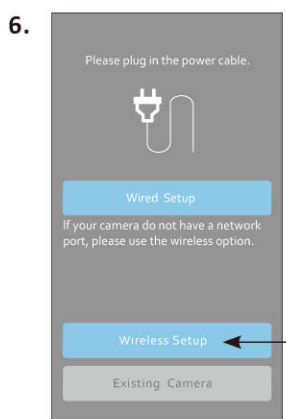 6.
Please plug in the power cable.
Wired Setup
If your camera do not have a network
port, please use the wireless option.
Wireless Setup
Existing Camera